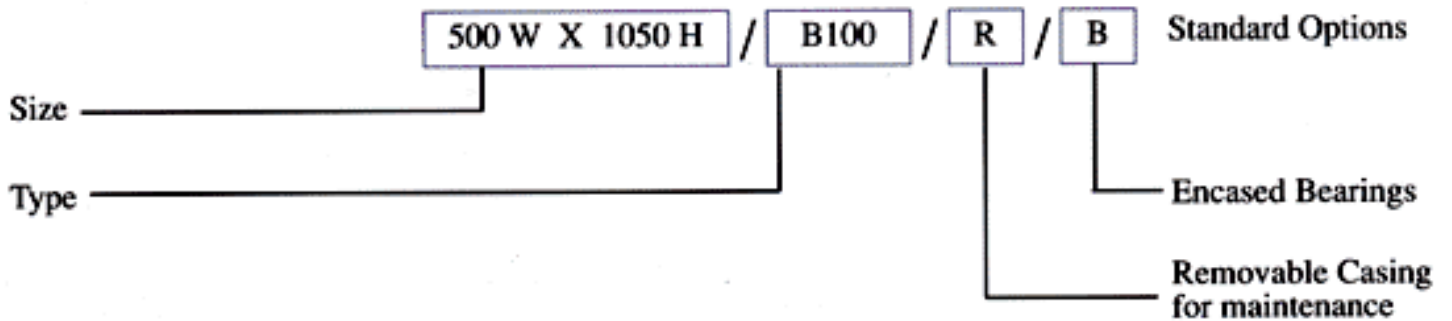 500 W X 1050 H / B100 / R / B Standard Options
Size
Type
Encased Bearings
Removable Casing
for maintenance